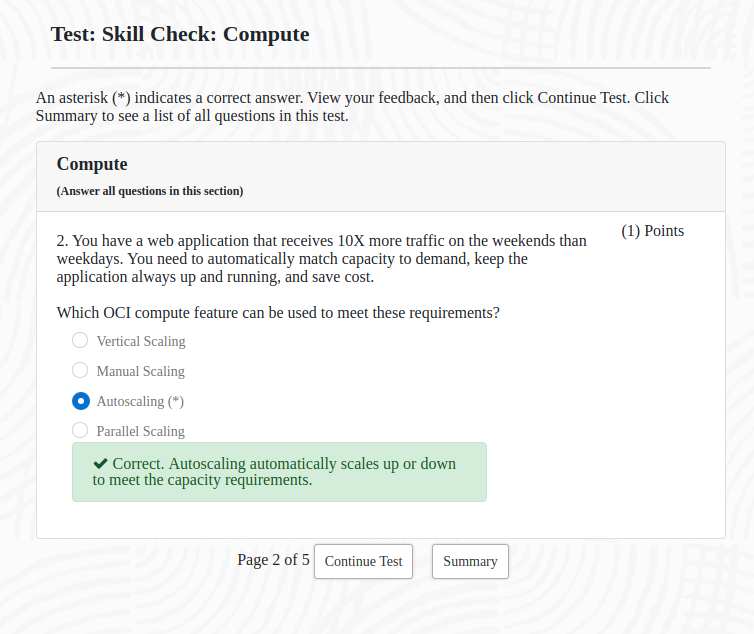 Test: Skill Check: Compute
An asterisk (*) indicates a correct answer. View your feedback, and then click Continue Test. Click
Summary to see a list of all questions in this test.
Compute
(Answer all questions in this section)
(1) Points
2. You have a web application that receives 10X more traffic on the weekends than
weekdays. You need to automatically match capacity to demand, keep the
application always up and running, and save cost.
Which OCI compute feature can be used to meet these requirements?
Vertical Scaling
Manual Scaling
Autoscaling (*)
Parallel Scaling
Correct. Autoscaling automatically scales up or down
to meet the capacity requirements.
Page 2 of 5 Continue Test Summary